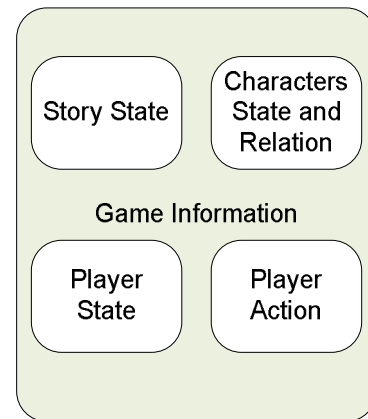 Story State
Characters
State and
Relation
Game Information
Player
State
Player
Action